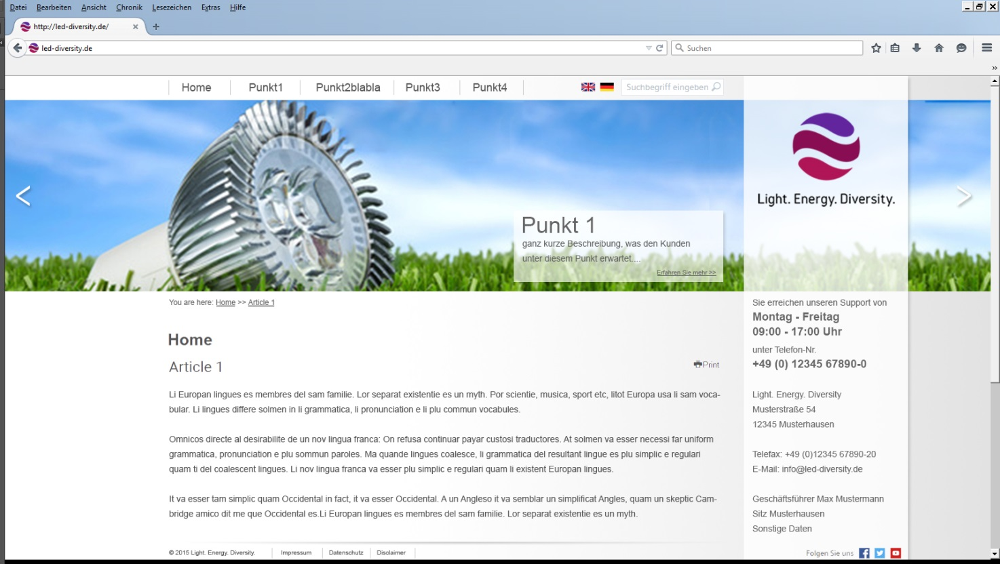 Datei Bearbeiten Ansicht Chronik Lesezeichen Extras Hilfe
http://led-diversity.de/
led-diversity.de
Suchen
Home Punkt1 Punkt2blabla Punkt3 Punkt4
Suchbegriff eingeben
Light. Energy. Diversity.
Punkt 1
ganz kurze Beschreibung, was den Kunden
unter diesem Punkt erwartet....
Erfahren Sie mehr >>
You are here: Home >> Article 1
Home
Article 1
Print
Li Europan lingues es membres del sam familie. Lor separat existentie es un myth. Por scientie, musica, sport etc, litot Europa usa li sam voca-
bular. Li lingues differe solmen in li grammatica, li pronunciation e li plu commun vocabules.
Omnicos directe al desirabilite de un nov lingua franca: On refusa continuar payar custosi traductores. At solmen va esser necessi far uniform
grammatica, pronunciation e plu sommun paroles. Ma quande lingues coalesce, li grammatica del resultant lingue es plu simplic e regulari
quam ti del coalescent lingues. Li nov lingua franca va esser plu simplic e regulari quam li existent Europan lingues.
It va esser tam simplic quam Occidental in fact, it va esser Occidental. A un Angleso it va semblar un simplificat Angles, quam un skeptic Cam-
bridge amico dit me que Occidental es.Li Europan lingues es membres del sam familie. Lor separat existentie es un myth.
© 2015 Light. Energy. Diversity. Impressum Datenschutz Disclaimer
Sie erreichen unseren Support von
Montag - Freitag
09:00 - 17:00 Uhr
unter Telefon-Nr.
+49 (0) 12345 67890-0
Light. Energy. Diversity
Musterstraße 54
12345 Musterhausen
Telefax: +49 (0)12345 67890-20
E-Mail: info@led-diversity.de
Geschäftsführer Max Mustermann
Sitz Musterhausen
Sonstige Daten
Folgen Sie uns